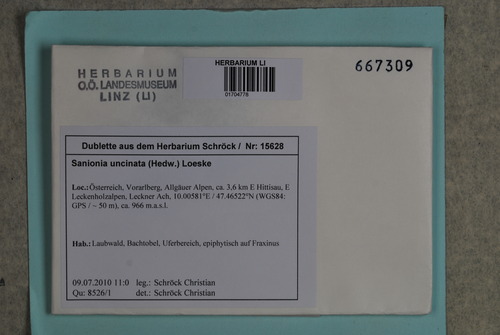 HERBARIUM
O.Ö. LANDESMUSEUM
LINZ (LI)
HERBARIUM LI
01704776
667309
Dublette aus dem Herbarium Schröck / Nr: 15628
Sanionia uncinata (Hedw.) Loeske
Loc.:Österreich, Vorarlberg, Allgäuer Alpen, ca. 3,6 km E Hittisau, E
Leckenholzalpen, Leckner Ach, 10.00581°E / 47.46522°N (WGS84:
GPS / ~ 50 m), ca. 966 m.a.s.l.
Hab.:Laubwald, Bachtobel, Uferbereich, epiphytisch auf Fraxinus
09.07.2010 11:0 leg.: Schröck Christian
Qu: 8526/1 det.: Schröck Christian